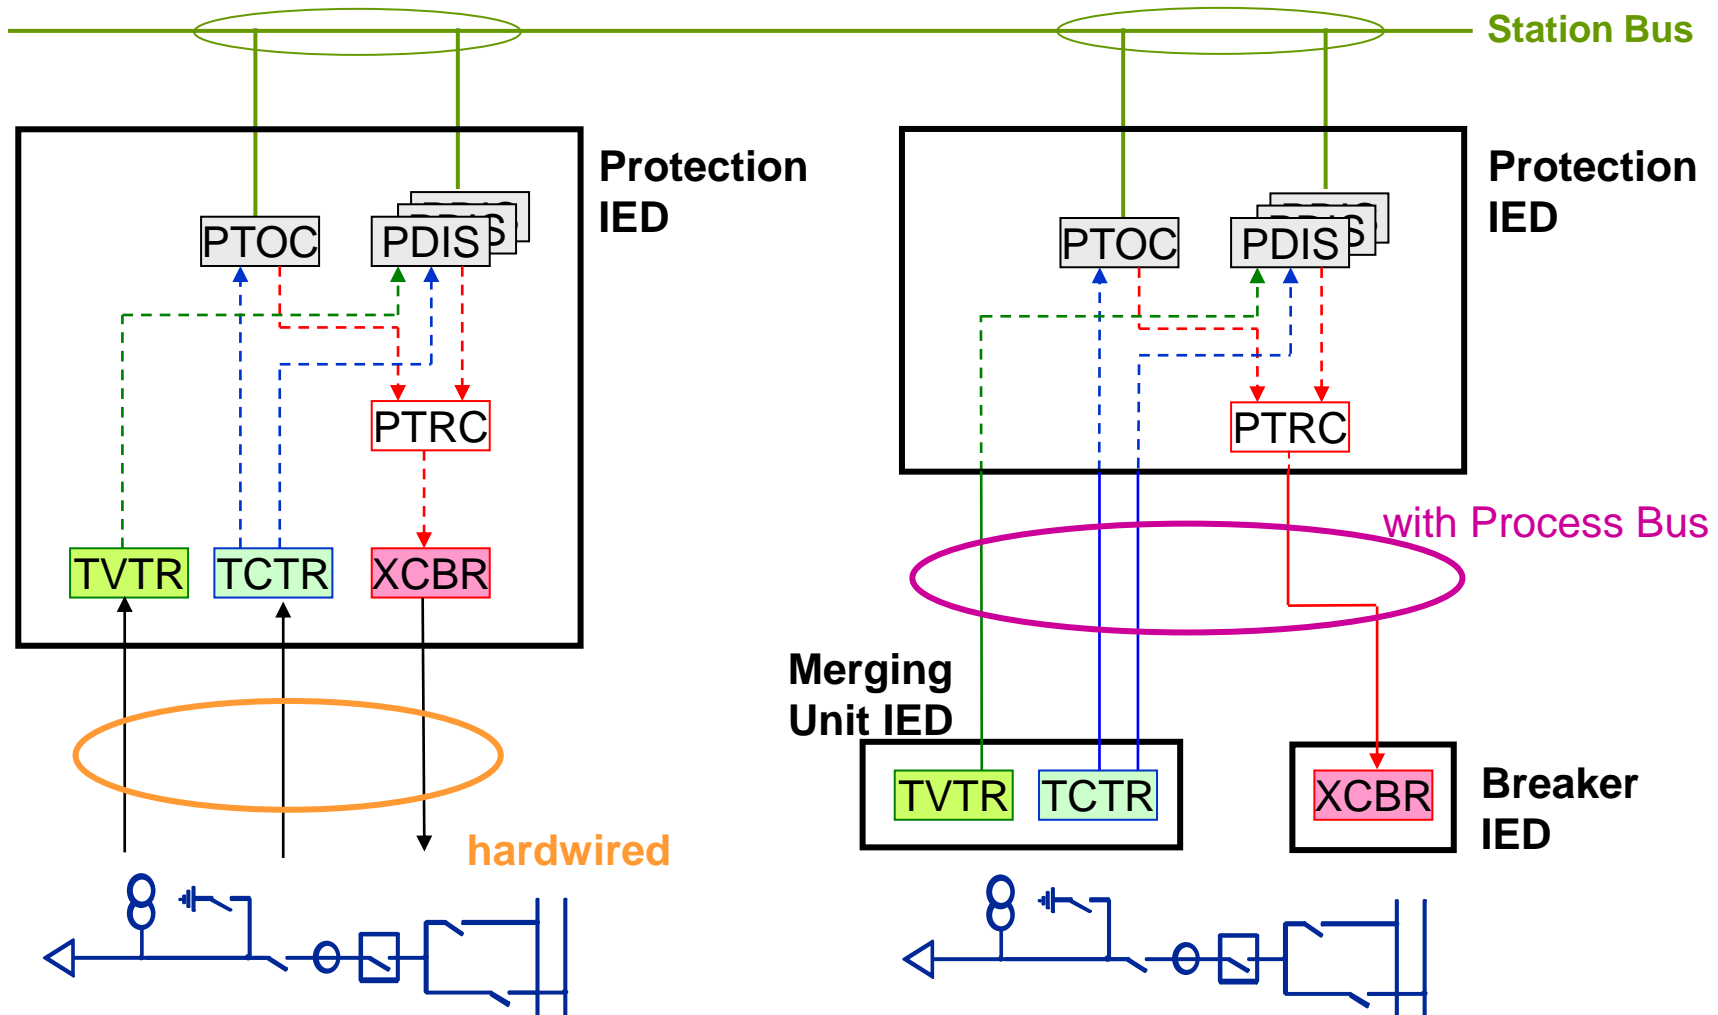 Station Bus
Protection
IED
PTOC
PDIS
PTRC
TVTR
TCTR
XCBR
hardwired
Protection
IED
PTOC
PDIS
PTRC
with Process Bus
Merging
Unit IED
TVTR
TCTR
XCBR
Breaker
IED